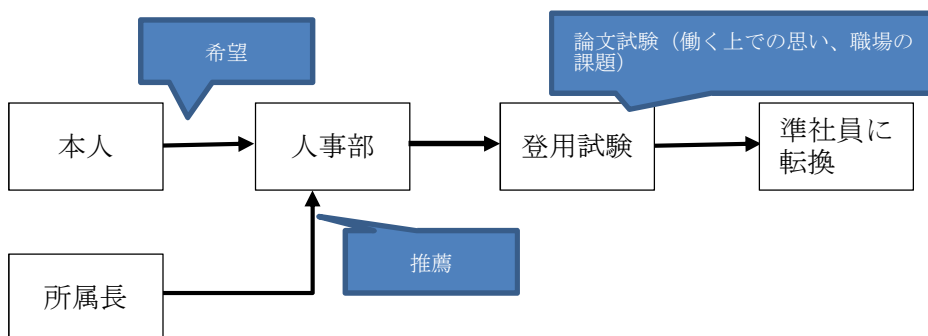 希望
論文試験（働く上での思い、職場の
課題）
本人
人事部
登用試験
準社員に
転換
推薦
所属長